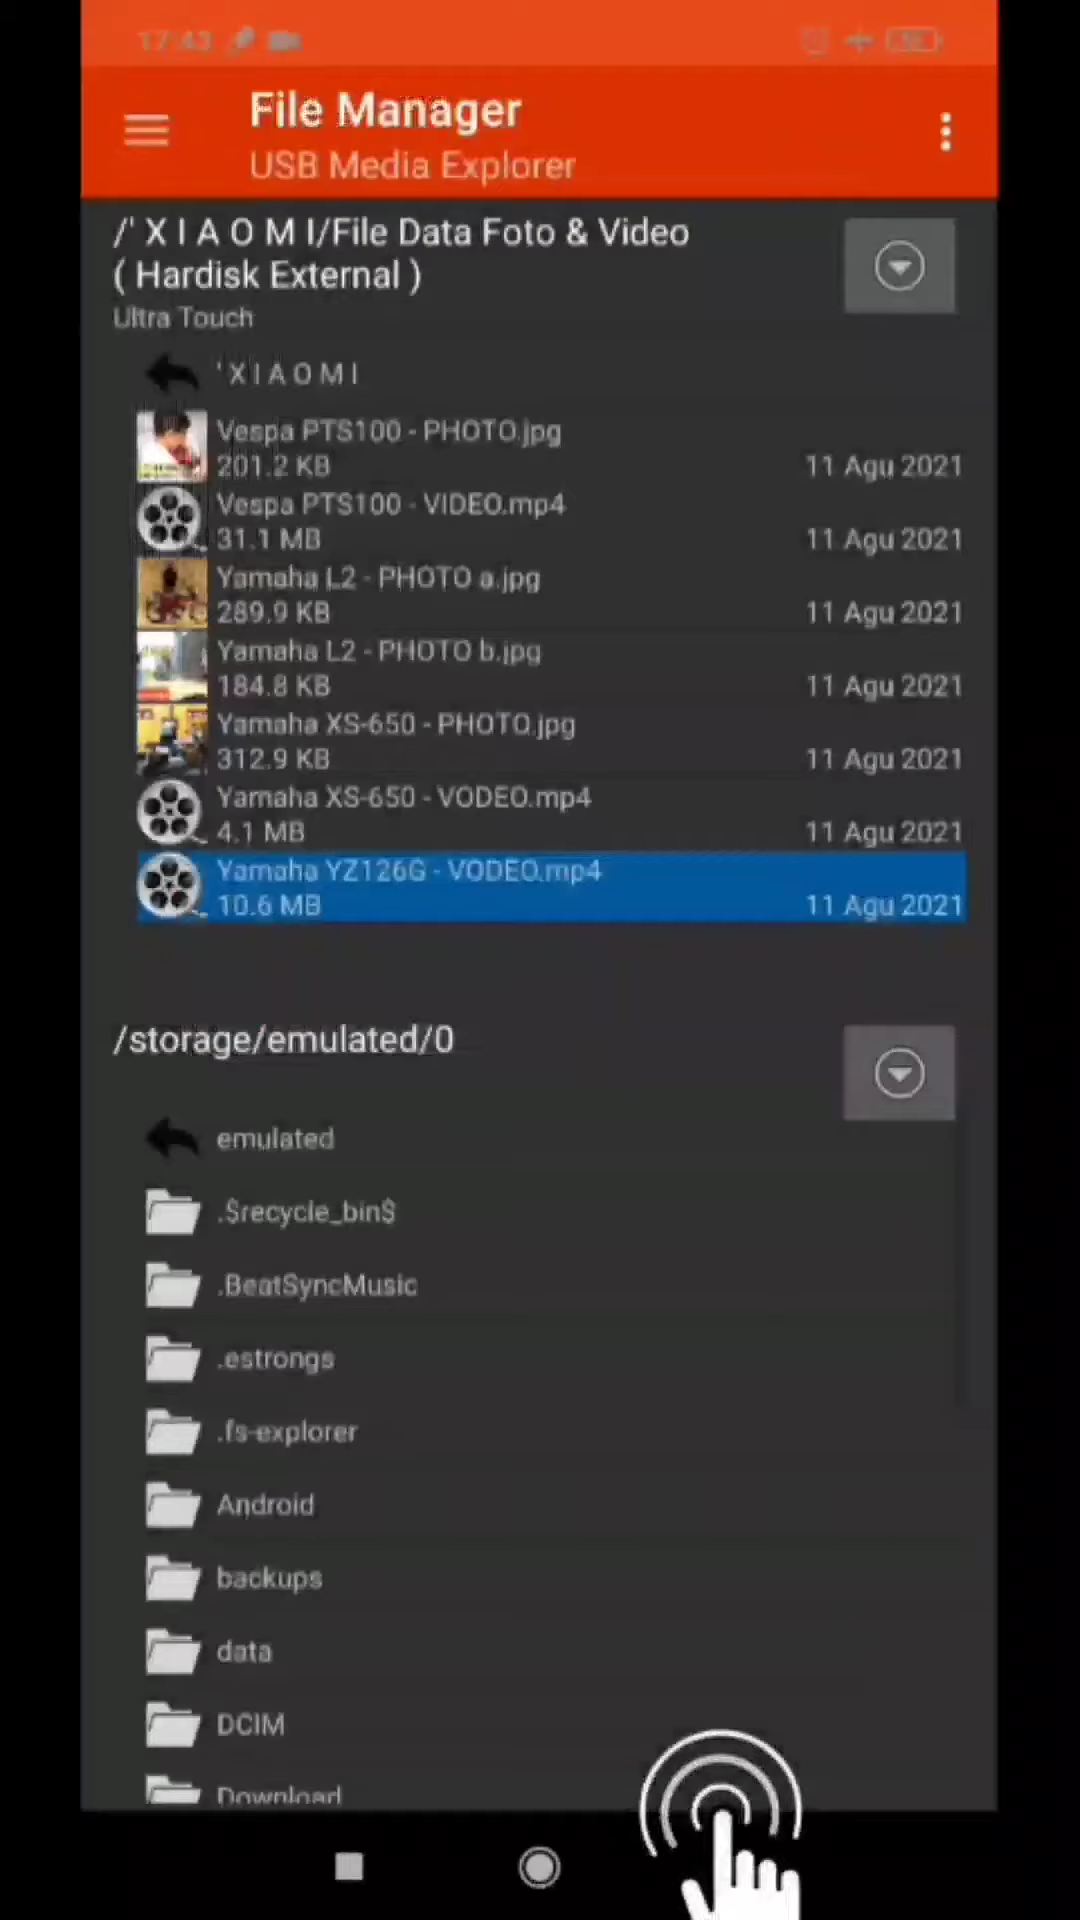 17:43
File Manager
USB Media Explorer
/' X I A O M I/File Data Foto & Video
( Hardisk External )
Ultra Touch
' X I A O M I
Vespa PTS100 - PHOTO.jpg
201.2 KB 11 Agu 2021
Vespa PTS100 - VIDEO.mp4
31.1 MB 11 Agu 2021
Yamaha L2 - PHOTO a.jpg
289.9 KB 11 Agu 2021
Yamaha L2 - PHOTO b.jpg
184.8 KB 11 Agu 2021
Yamaha XS-650 - PHOTO.jpg
312.9 KB 11 Agu 2021
Yamaha XS-650 - VODEO.mp4
4.1 MB 11 Agu 2021
Yamaha YZ126G - VODEO.mp4
10.6 MB 11 Agu 2021
/storage/emulated/0
emulated
.$recycle_bin$
.BeatSyncMusic
.estrongs
.fs-explorer
Android
backups
data
DCIM
Download